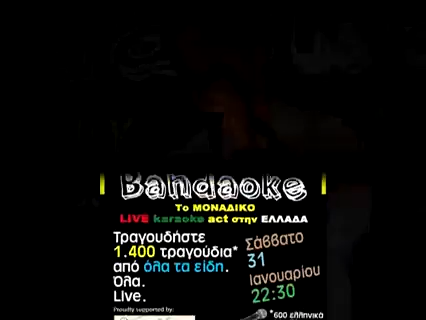 Bandaoke
Το ΜΟΝΑΔΙΚΟ
LIVE karaoke act στην ΕΛΛΑΔΑ
Τραγουδήστε
1.400 τραγούδια*
από όλα τα είδη.
Όλα.
Live.
Σάββατο
31
Ιανουαρίου
22:30
Proudly supported by:
*600 ελληνικά